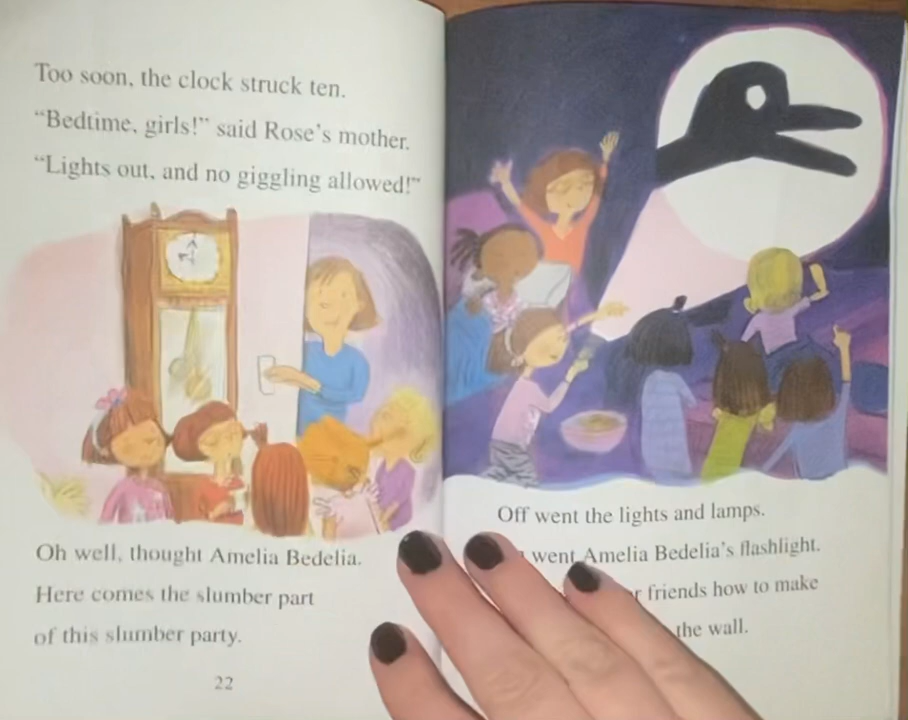 Too soon, the clock struck ten.
“Bedtime, girls!” said Rose’s mother.
“Lights out, and no giggling allowed!”
Oh well, thought Amelia Bedelia.
Here comes the slumber part
of this slumber party.
22
Off went the lights and lamps.
went Amelia Bedelia’s flashlight.
friends how to make
the wall.